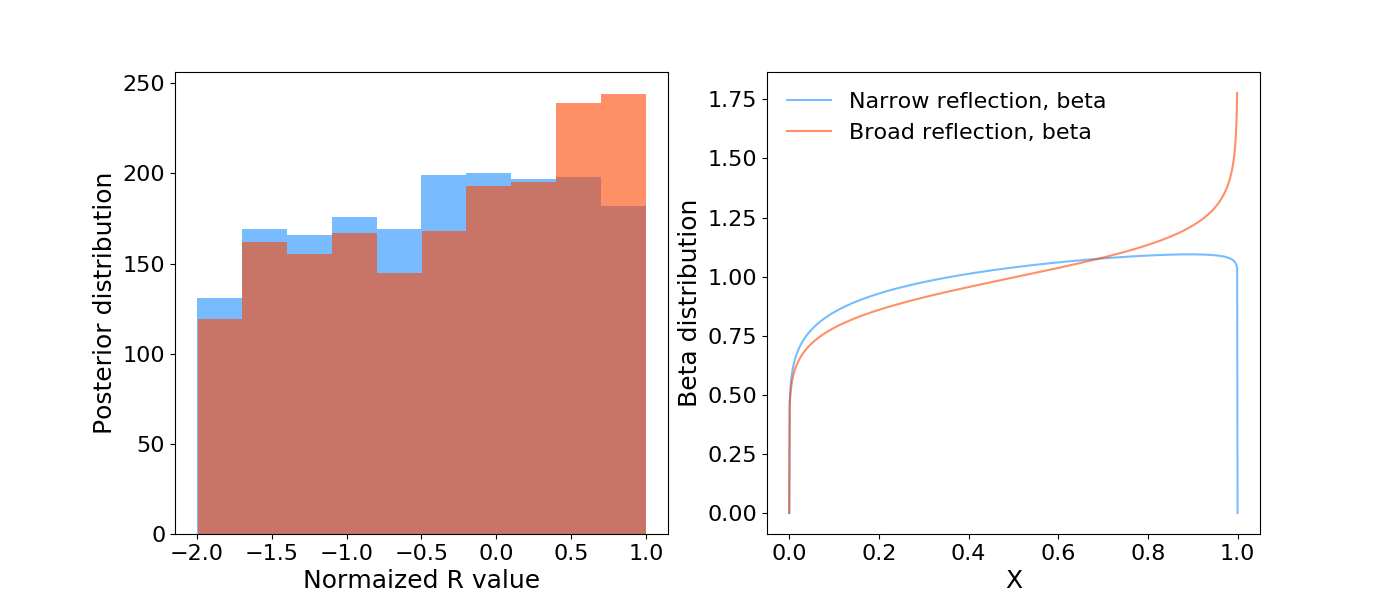 250
200
150
100
50
0
Posterior distribution
−2.0 −1.5 −1.0 −0.5 0.0 0.5 1.0
Normaized R value
1.75
1.50
1.25
1.00
0.75
0.50
0.25
0.00
Beta distribution
Narrow reflection, beta
Broad reflection, beta
0.0 0.2 0.4 0.6 0.8 1.0
X